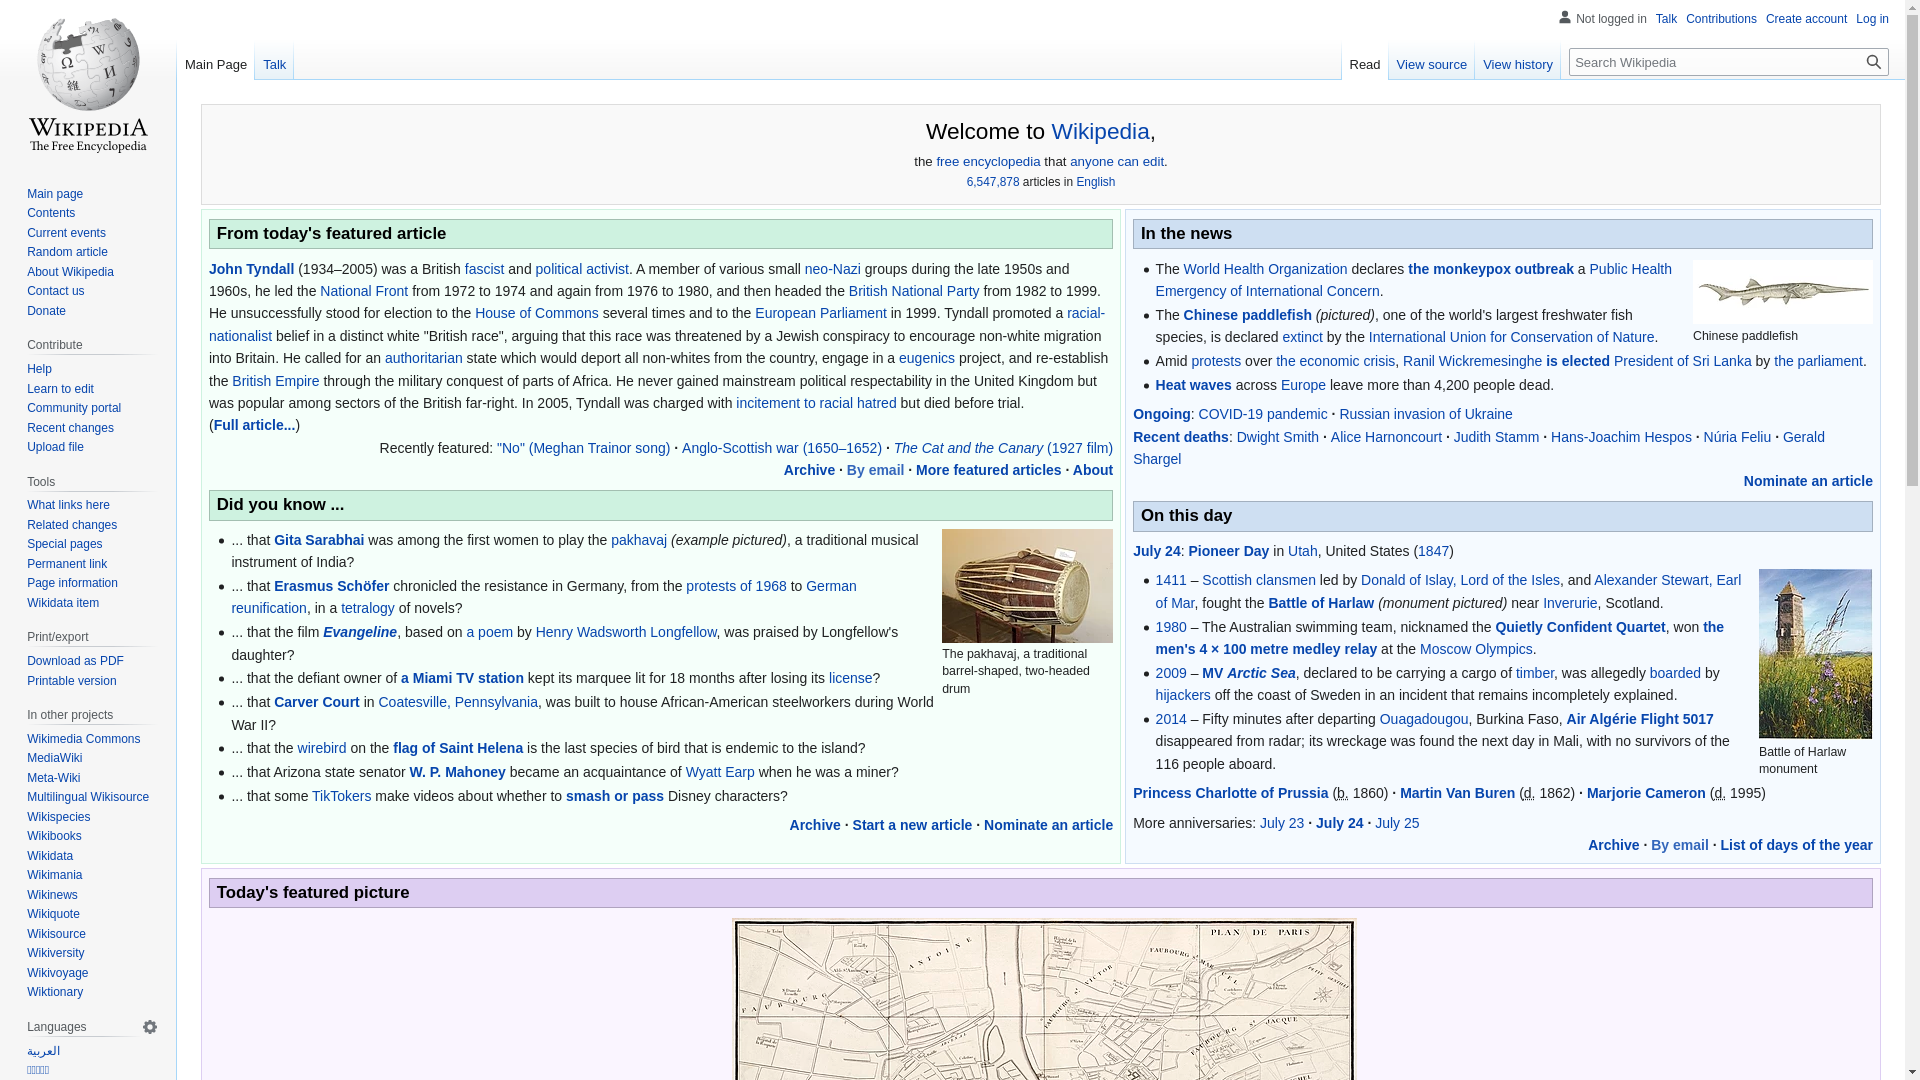 WIKIPEDIA
The Free Encyclopedia
Main page
Contents
Current events
Random article
About Wikipedia
Contact us
Donate
Contribute
Help
Learn to edit
Community portal
Recent changes
Upload file
Tools
What links here
Related changes
Special pages
Permanent link
Page information
Wikidata item
Print/export
Download as PDF
Printable version
In other projects
Wikimedia Commons
MediaWiki
Meta-Wiki
Multilingual Wikisource
Wikispecies
Wikibooks
Wikidata
Wikimania
Wikinews
Wikiquote
Wikisource
Wikiversity
Wikivoyage
Wiktionary
Languages
العربية
Not logged in Talk Contributions Create account Log in
Main Page Talk
Read View source View history Search Wikipedia
Welcome to Wikipedia,
the free encyclopedia that anyone can edit.
6,547,878 articles in English
From today's featured article
John Tyndall (1934–2005) was a British fascist and political activist. A member of various small neo-Nazi groups during the late 1950s and
1960s, he led the National Front from 1972 to 1974 and again from 1976 to 1980, and then headed the British National Party from 1982 to 1999.
He unsuccessfully stood for election to the House of Commons several times and to the European Parliament in 1999. Tyndall promoted a racial-
nationalist belief in a distinct white "British race", arguing that this race was threatened by a Jewish conspiracy to encourage non-white migration
into Britain. He called for an authoritarian state which would deport all non-whites from the country, engage in a eugenics project, and re-establish
the British Empire through the military conquest of parts of Africa. He never gained mainstream political respectability in the United Kingdom but
was popular among sectors of the British far-right. In 2005, Tyndall was charged with incitement to racial hatred but died before trial.
(Full article...)
Recently featured: "No" (Meghan Trainor song) · Anglo-Scottish war (1650–1652) · The Cat and the Canary (1927 film)
Archive · By email · More featured articles · About
Did you know ...
... that Gita Sarabhai was among the first women to play the pakhavaj (example pictured), a traditional musical
instrument of India?
... that Erasmus Schöfer chronicled the resistance in Germany, from the protests of 1968 to German
reunification, in a tetralogy of novels?
... that the film Evangeline, based on a poem by Henry Wadsworth Longfellow, was praised by Longfellow's
daughter?
... that the defiant owner of a Miami TV station kept its marquee lit for 18 months after losing its license?
... that Carver Court in Coatesville, Pennsylvania, was built to house African-American steelworkers during World
War II?
... that the wirebird on the flag of Saint Helena is the last species of bird that is endemic to the island?
... that Arizona state senator W. P. Mahoney became an acquaintance of Wyatt Earp when he was a miner?
... that some TikTokers make videos about whether to smash or pass Disney characters?
The pakhavaj, a traditional
barrel-shaped, two-headed
drum
Archive · Start a new article · Nominate an article
In the news
The World Health Organization declares the monkeypox outbreak a Public Health
Emergency of International Concern.
The Chinese paddlefish (pictured), one of the world's largest freshwater fish
species, is declared extinct by the International Union for Conservation of Nature.
Chinese paddlefish
Amid protests over the economic crisis, Ranil Wickremesinghe is elected President of Sri Lanka by the parliament.
Heat waves across Europe leave more than 4,200 people dead.
Ongoing: COVID-19 pandemic · Russian invasion of Ukraine
Recent deaths: Dwight Smith · Alice Harnoncourt · Judith Stamm · Hans-Joachim Hespos · Núria Feliu · Gerald
Shargel
Nominate an article
On this day
July 24: Pioneer Day in Utah, United States (1847)
1411 – Scottish clansmen led by Donald of Islay, Lord of the Isles, and Alexander Stewart, Earl
of Mar, fought the Battle of Harlaw (monument pictured) near Inverurie, Scotland.
1980 – The Australian swimming team, nicknamed the Quietly Confident Quartet, won the
men's 4 × 100 metre medley relay at the Moscow Olympics.
2009 – MV Arctic Sea, declared to be carrying a cargo of timber, was allegedly boarded by
hijackers off the coast of Sweden in an incident that remains incompletely explained.
2014 – Fifty minutes after departing Ouagadougou, Burkina Faso, Air Algérie Flight 5017
disappeared from radar; its wreckage was found the next day in Mali, with no survivors of the
116 people aboard.
Battle of Harlaw
monument
Princess Charlotte of Prussia (b. 1860) · Martin Van Buren (d. 1862) · Marjorie Cameron (d. 1995)
More anniversaries: July 23 · July 24 · July 25
Archive · By email · List of days of the year
Today's featured picture
PLAN DE PARIS
ANTOINE
FAUBOURG
FAUBOURG ST VICTOR